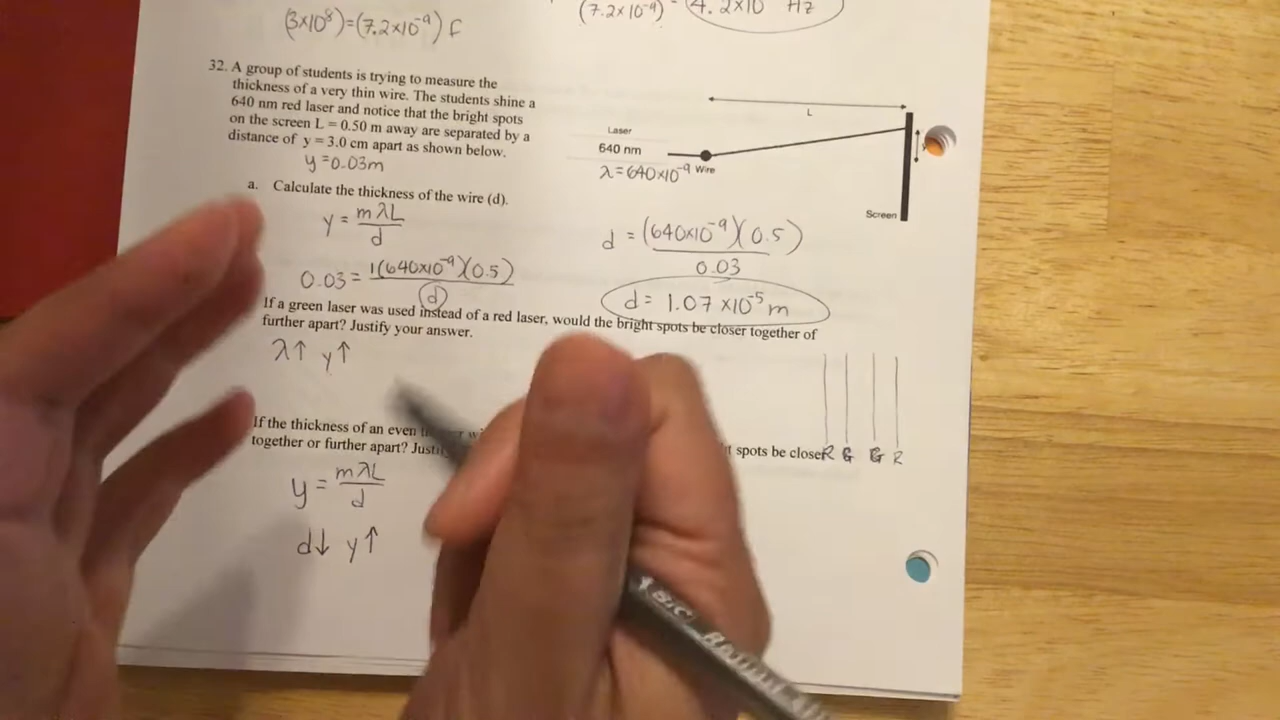 (3×10⁸)=(7.2×10⁻⁹) f
(7.2×10⁻⁹) = 4.2×10 Hz
32. A group of students is trying to measure the
thickness of a very thin wire. The students shine a
640 nm red laser and notice that the bright spots
on the screen L = 0.50 m away are separated by a
distance of y = 3.0 cm apart as shown below.
y=0.03m
L
Laser
640 nm
λ=640×10⁻⁹
Wire
Screen
a. Calculate the thickness of the wire (d).
y = mλL
d
0.03 = 1(640×10⁻⁹)(0.5)
(d)
d = (640×10⁻⁹)(0.5)
0.03
d= 1.07 ×10⁻⁵m
If a green laser was used instead of a red laser, would the bright spots be closer together of
further apart? Justify your answer.
λ↑ y↑
R G G R
If the thickness of an even spots be closer
together or further apart?
y = mλL
d
d↓ y↑